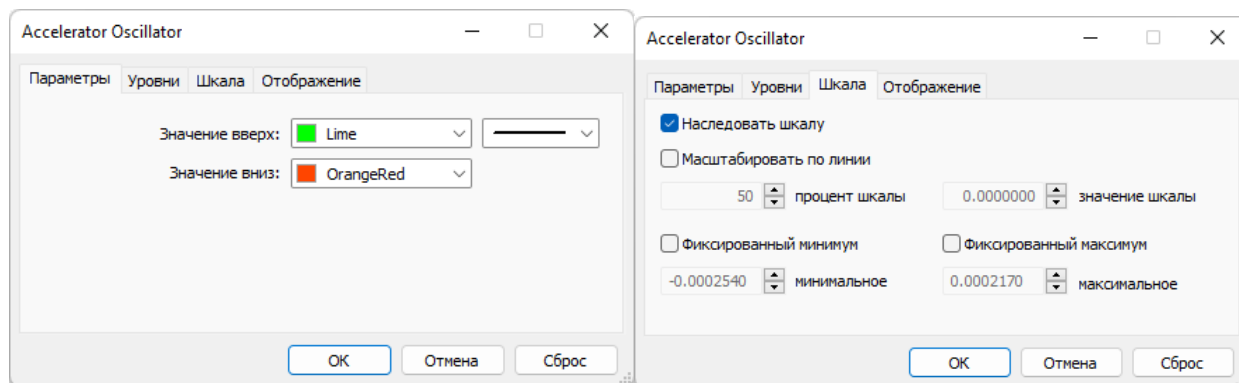 Accelerator Oscillator
Параметры Уровни Шкала Отображение
Значение вверх: Lime
Значение вниз: OrangeRed
OK Отмена Сброс
Accelerator Oscillator
Параметры Уровни Шкала Отображение
Наследовать шкалу
Масштабировать по линии
50 процент шкалы 0.0000000 значение шкалы
Фиксированный минимум Фиксированный максимум
-0.0002540 минимальное 0.0002170 максимальное
OK Отмена Сброс